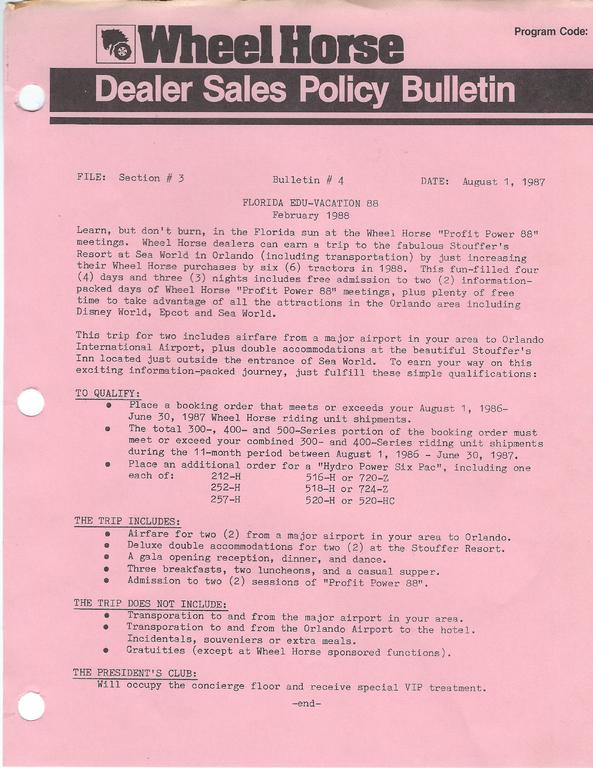 Program Code:
Wheel Horse
Dealer Sales Policy Bulletin
FILE: Section # 3 Bulletin # 4 DATE: August 1, 1987
FLORIDA EDU-VACATION 88
February 1988
Learn, but don't burn, in the Florida sun at the Wheel Horse "Profit Power 88"
meetings. Wheel Horse dealers can earn a trip to the fabulous Stouffer's
Resort at Sea World in Orlando (including transportation) by just increasing
their Wheel Horse purchases by six (6) tractors in 1988. This fun-filled four
(4) days and three (3) nights includes free admission to two (2) information-
packed days of Wheel Horse "Profit Power 88" meetings, plus plenty of free
time to take advantage of all the attractions in the Orlando area including
Disney World, Epcot and Sea World.
This trip for two includes airfare from a major airport in your area to Orlando
International Airport, plus double accommodations at the beautiful Stouffer's
Inn located just outside the entrance of Sea World. To earn your way on this
exciting information-packed journey, just fulfill these simple qualifications:
TO QUALIFY:
● Place a booking order that meets or exceeds your August 1, 1986-
June 30, 1987 Wheel Horse riding unit shipments.
● The total 300-, 400- and 500-Series portion of the booking order must
meet or exceed your combined 300- and 400-Series riding unit shipments
during the 11-month period between August 1, 1986 - June 30, 1987.
● Place an additional order for a "Hydro Power Six Pac", including one
each of: 212-H 516-H or 720-Z
252-H 518-H or 724-Z
257-H 520-H or 520-HC
THE TRIP INCLUDES:
● Airfare for two (2) from a major airport in your area to Orlando.
● Deluxe double accommodations for two (2) at the Stouffer Resort.
● A gala opening reception, dinner, and dance.
● Three breakfasts, two luncheons, and a casual supper.
● Admission to two (2) sessions of "Profit Power 88".
THE TRIP DOES NOT INCLUDE:
● Transporation to and from the major airport in your area.
● Transporation to and from the Orlando Airport to the hotel.
Incidentals, souveniers or extra meals.
● Gratuities (except at Wheel Horse sponsored functions).
THE PRESIDENT'S CLUB:
Will occupy the concierge floor and receive special VIP treatment.
-end-